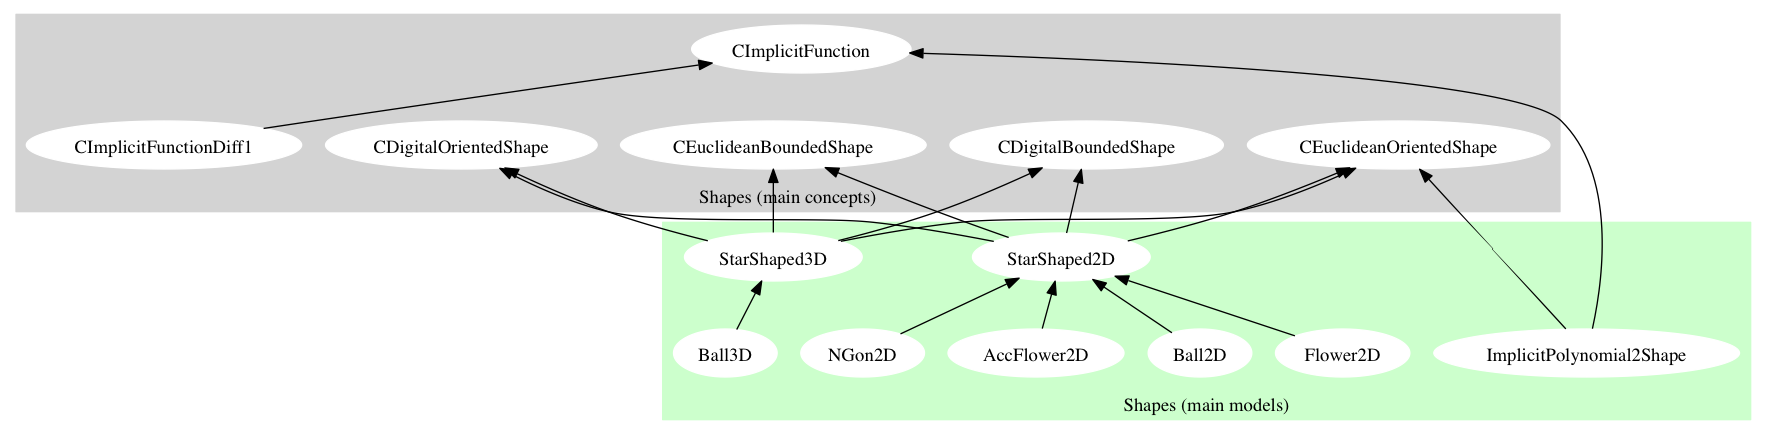 CImplicitFunction
CImplicitFunctionDiff1
CDigitalOrientedShape
CEuclideanBoundedShape
CDigitalBoundedShape
CEuclideanOrientedShape
Shapes (main concepts)
StarShaped3D
StarShaped2D
Ball3D
NGon2D
AccFlower2D
Ball2D
Flower2D
ImplicitPolynomial2Shape
Shapes (main models)